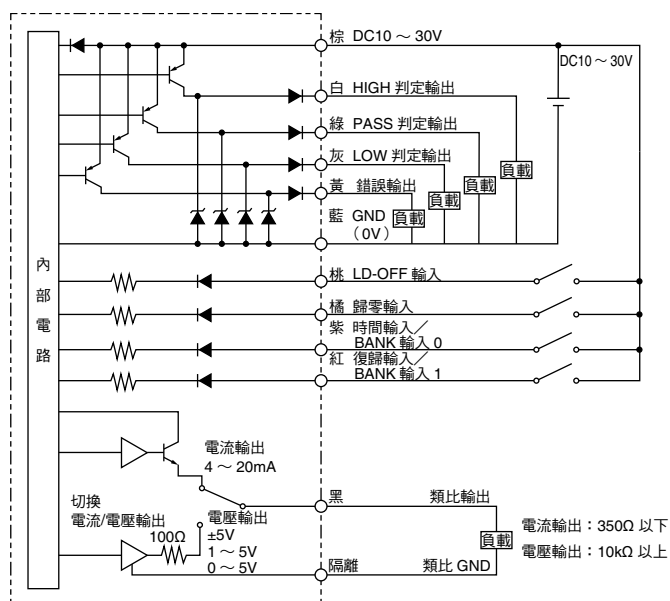 棕 DC10 ~ 30V
DC10 ~ 30V
白 HIGH 判定輸出
綠 PASS 判定輸出
灰 LOW 判定輸出
黃 錯誤輸出
負載
負載
負載
負載
藍 GND
(0V)
內部電路
桃 LD-OFF 輸入
橘 歸零輸入
紫 時間輸入/
BANK 輸入 0
紅 復歸輸入/
BANK 輸入 1
電流輸出
4 ~ 20mA
切換
電流/電壓輸出
100Ω
電壓輸出
±5V
1 ~ 5V
0 ~ 5V
黑 類比輸出
負載
隔離 類比 GND
電流輸出:350Ω 以下
電壓輸出:10kΩ 以上